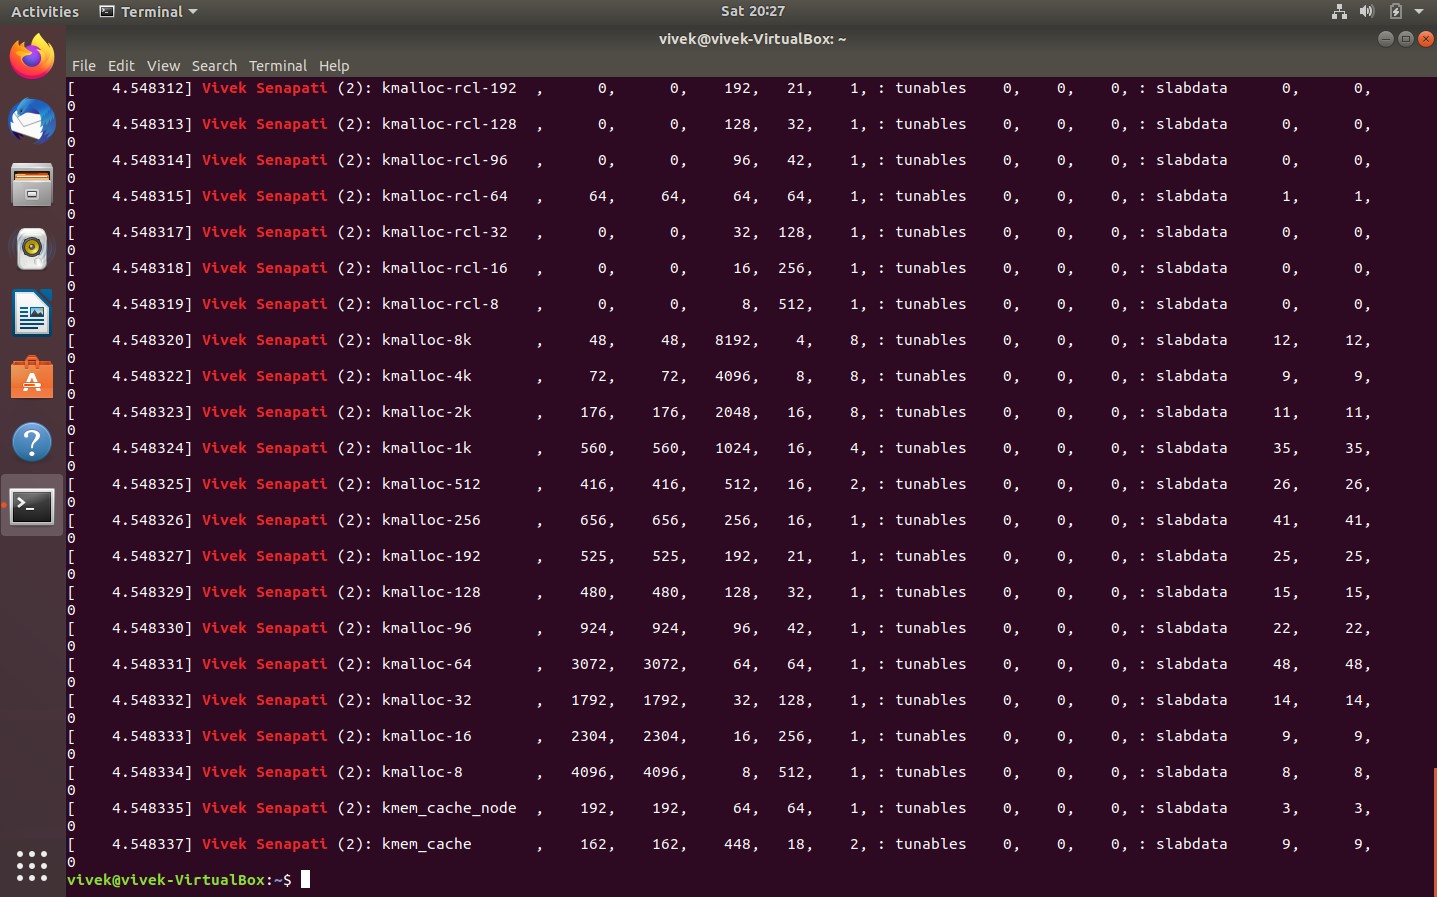 Activities Terminal Sat 20:27
vivek@vivek-VirtualBox: ~
File Edit View Search Terminal Help
[    4.548312] Vivek Senapati (2): kmalloc-rcl-192  ,      0,      0,    192,   21,    1, : tunables    0,    0,    0, : slabdata      0,      0,
0
[    4.548313] Vivek Senapati (2): kmalloc-rcl-128  ,      0,      0,    128,   32,    1, : tunables    0,    0,    0, : slabdata      0,      0,
0
[    4.548314] Vivek Senapati (2): kmalloc-rcl-96   ,      0,      0,     96,   42,    1, : tunables    0,    0,    0, : slabdata      0,      0,
0
[    4.548315] Vivek Senapati (2): kmalloc-rcl-64   ,     64,     64,     64,   64,    1, : tunables    0,    0,    0, : slabdata      1,      1,
0
[    4.548317] Vivek Senapati (2): kmalloc-rcl-32   ,      0,      0,     32,  128,    1, : tunables    0,    0,    0, : slabdata      0,      0,
0
[    4.548318] Vivek Senapati (2): kmalloc-rcl-16   ,      0,      0,     16,  256,    1, : tunables    0,    0,    0, : slabdata      0,      0,
0
[    4.548319] Vivek Senapati (2): kmalloc-rcl-8    ,      0,      0,      8,  512,    1, : tunables    0,    0,    0, : slabdata      0,      0,
0
[    4.548320] Vivek Senapati (2): kmalloc-8k       ,     48,     48,   8192,    4,    8, : tunables    0,    0,    0, : slabdata     12,     12,
0
[    4.548322] Vivek Senapati (2): kmalloc-4k       ,     72,     72,   4096,    8,    8, : tunables    0,    0,    0, : slabdata      9,      9,
0
[    4.548323] Vivek Senapati (2): kmalloc-2k       ,    176,    176,   2048,   16,    8, : tunables    0,    0,    0, : slabdata     11,     11,
0
[    4.548324] Vivek Senapati (2): kmalloc-1k       ,    560,    560,   1024,   16,    4, : tunables    0,    0,    0, : slabdata     35,     35,
0
[    4.548325] Vivek Senapati (2): kmalloc-512      ,    416,    416,    512,   16,    2, : tunables    0,    0,    0, : slabdata     26,     26,
0
[    4.548326] Vivek Senapati (2): kmalloc-256      ,    656,    656,    256,   16,    1, : tunables    0,    0,    0, : slabdata     41,     41,
0
[    4.548327] Vivek Senapati (2): kmalloc-192      ,    525,    525,    192,   21,    1, : tunables    0,    0,    0, : slabdata     25,     25,
0
[    4.548329] Vivek Senapati (2): kmalloc-128      ,    480,    480,    128,   32,    1, : tunables    0,    0,    0, : slabdata     15,     15,
0
[    4.548330] Vivek Senapati (2): kmalloc-96       ,    924,    924,     96,   42,    1, : tunables    0,    0,    0, : slabdata     22,     22,
0
[    4.548331] Vivek Senapati (2): kmalloc-64       ,   3072,   3072,     64,   64,    1, : tunables    0,    0,    0, : slabdata     48,     48,
0
[    4.548332] Vivek Senapati (2): kmalloc-32       ,   1792,   1792,     32,  128,    1, : tunables    0,    0,    0, : slabdata     14,     14,
0
[    4.548333] Vivek Senapati (2): kmalloc-16       ,   2304,   2304,     16,  256,    1, : tunables    0,    0,    0, : slabdata      9,      9,
0
[    4.548334] Vivek Senapati (2): kmalloc-8        ,   4096,   4096,      8,  512,    1, : tunables    0,    0,    0, : slabdata      8,      8,
0
[    4.548335] Vivek Senapati (2): kmem_cache_node  ,    192,    192,     64,   64,    1, : tunables    0,    0,    0, : slabdata      3,      3,
0
[    4.548337] Vivek Senapati (2): kmem_cache       ,    162,    162,    448,   18,    2, : tunables    0,    0,    0, : slabdata      9,      9,
0
vivek@vivek-VirtualBox:~$